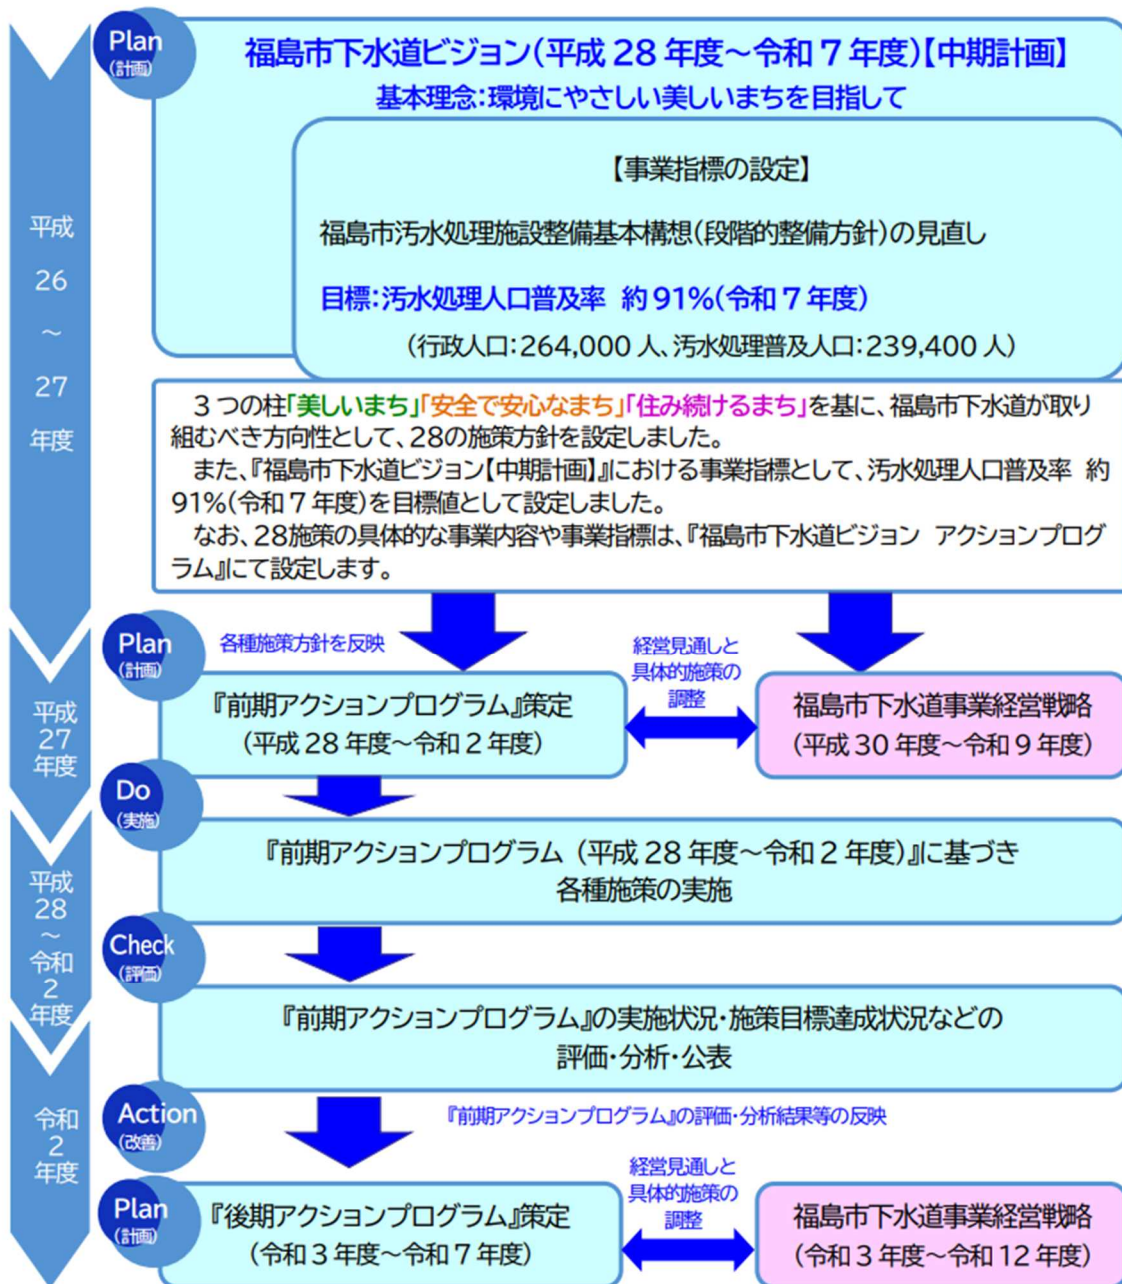 Plan
(計画)
福島市下水道ビジョン(平成 28 年度～令和 7 年度)【中期計画】
基本理念:環境にやさしい美しいまちを目指して
【事業指標の設定】
福島市汚水処理施設整備基本構想(段階的整備方針)の見直し
目標:汚水処理人口普及率 約 91%(令和 7 年度)
(行政人口:264,000 人、汚水処理普及人口:239,400 人)
平成
26
～
27
年度
3 つの柱「美しいまち」「安全で安心なまち」「住み続けるまち」を基に、福島市下水道が取り
組むべき方向性として、28の施策方針を設定しました。
また、『福島市下水道ビジョン【中期計画】』における事業指標として、汚水処理人口普及率 約
91%(令和 7 年度)を目標値として設定しました。
なお、28施策の具体的な事業内容や事業指標は、『福島市下水道ビジョン アクションプログ
ラム』にて設定します。
Plan
(計画)
各種施策方針を反映
経営見通しと
具体的施策の
調整
平成
27
年度
『前期アクションプログラム』策定
(平成 28 年度～令和 2 年度)
福島市下水道事業経営戦略
(平成 30 年度～令和 9 年度)
Do
(実施)
『前期アクションプログラム (平成 28 年度～令和 2 年度)』に基づき
各種施策の実施
平成
28
～
令和
2
年度
Check
(評価)
『前期アクションプログラム』の実施状況・施策目標達成状況などの
評価・分析・公表
令和
2
年度
Action
(改善)
『前期アクションプログラム』の評価・分析結果等の反映
経営見通しと
具体的施策の
調整
Plan
(計画)
『後期アクションプログラム』策定
(令和 3 年度～令和 7 年度)
福島市下水道事業経営戦略
(令和 3 年度～令和 12 年度)